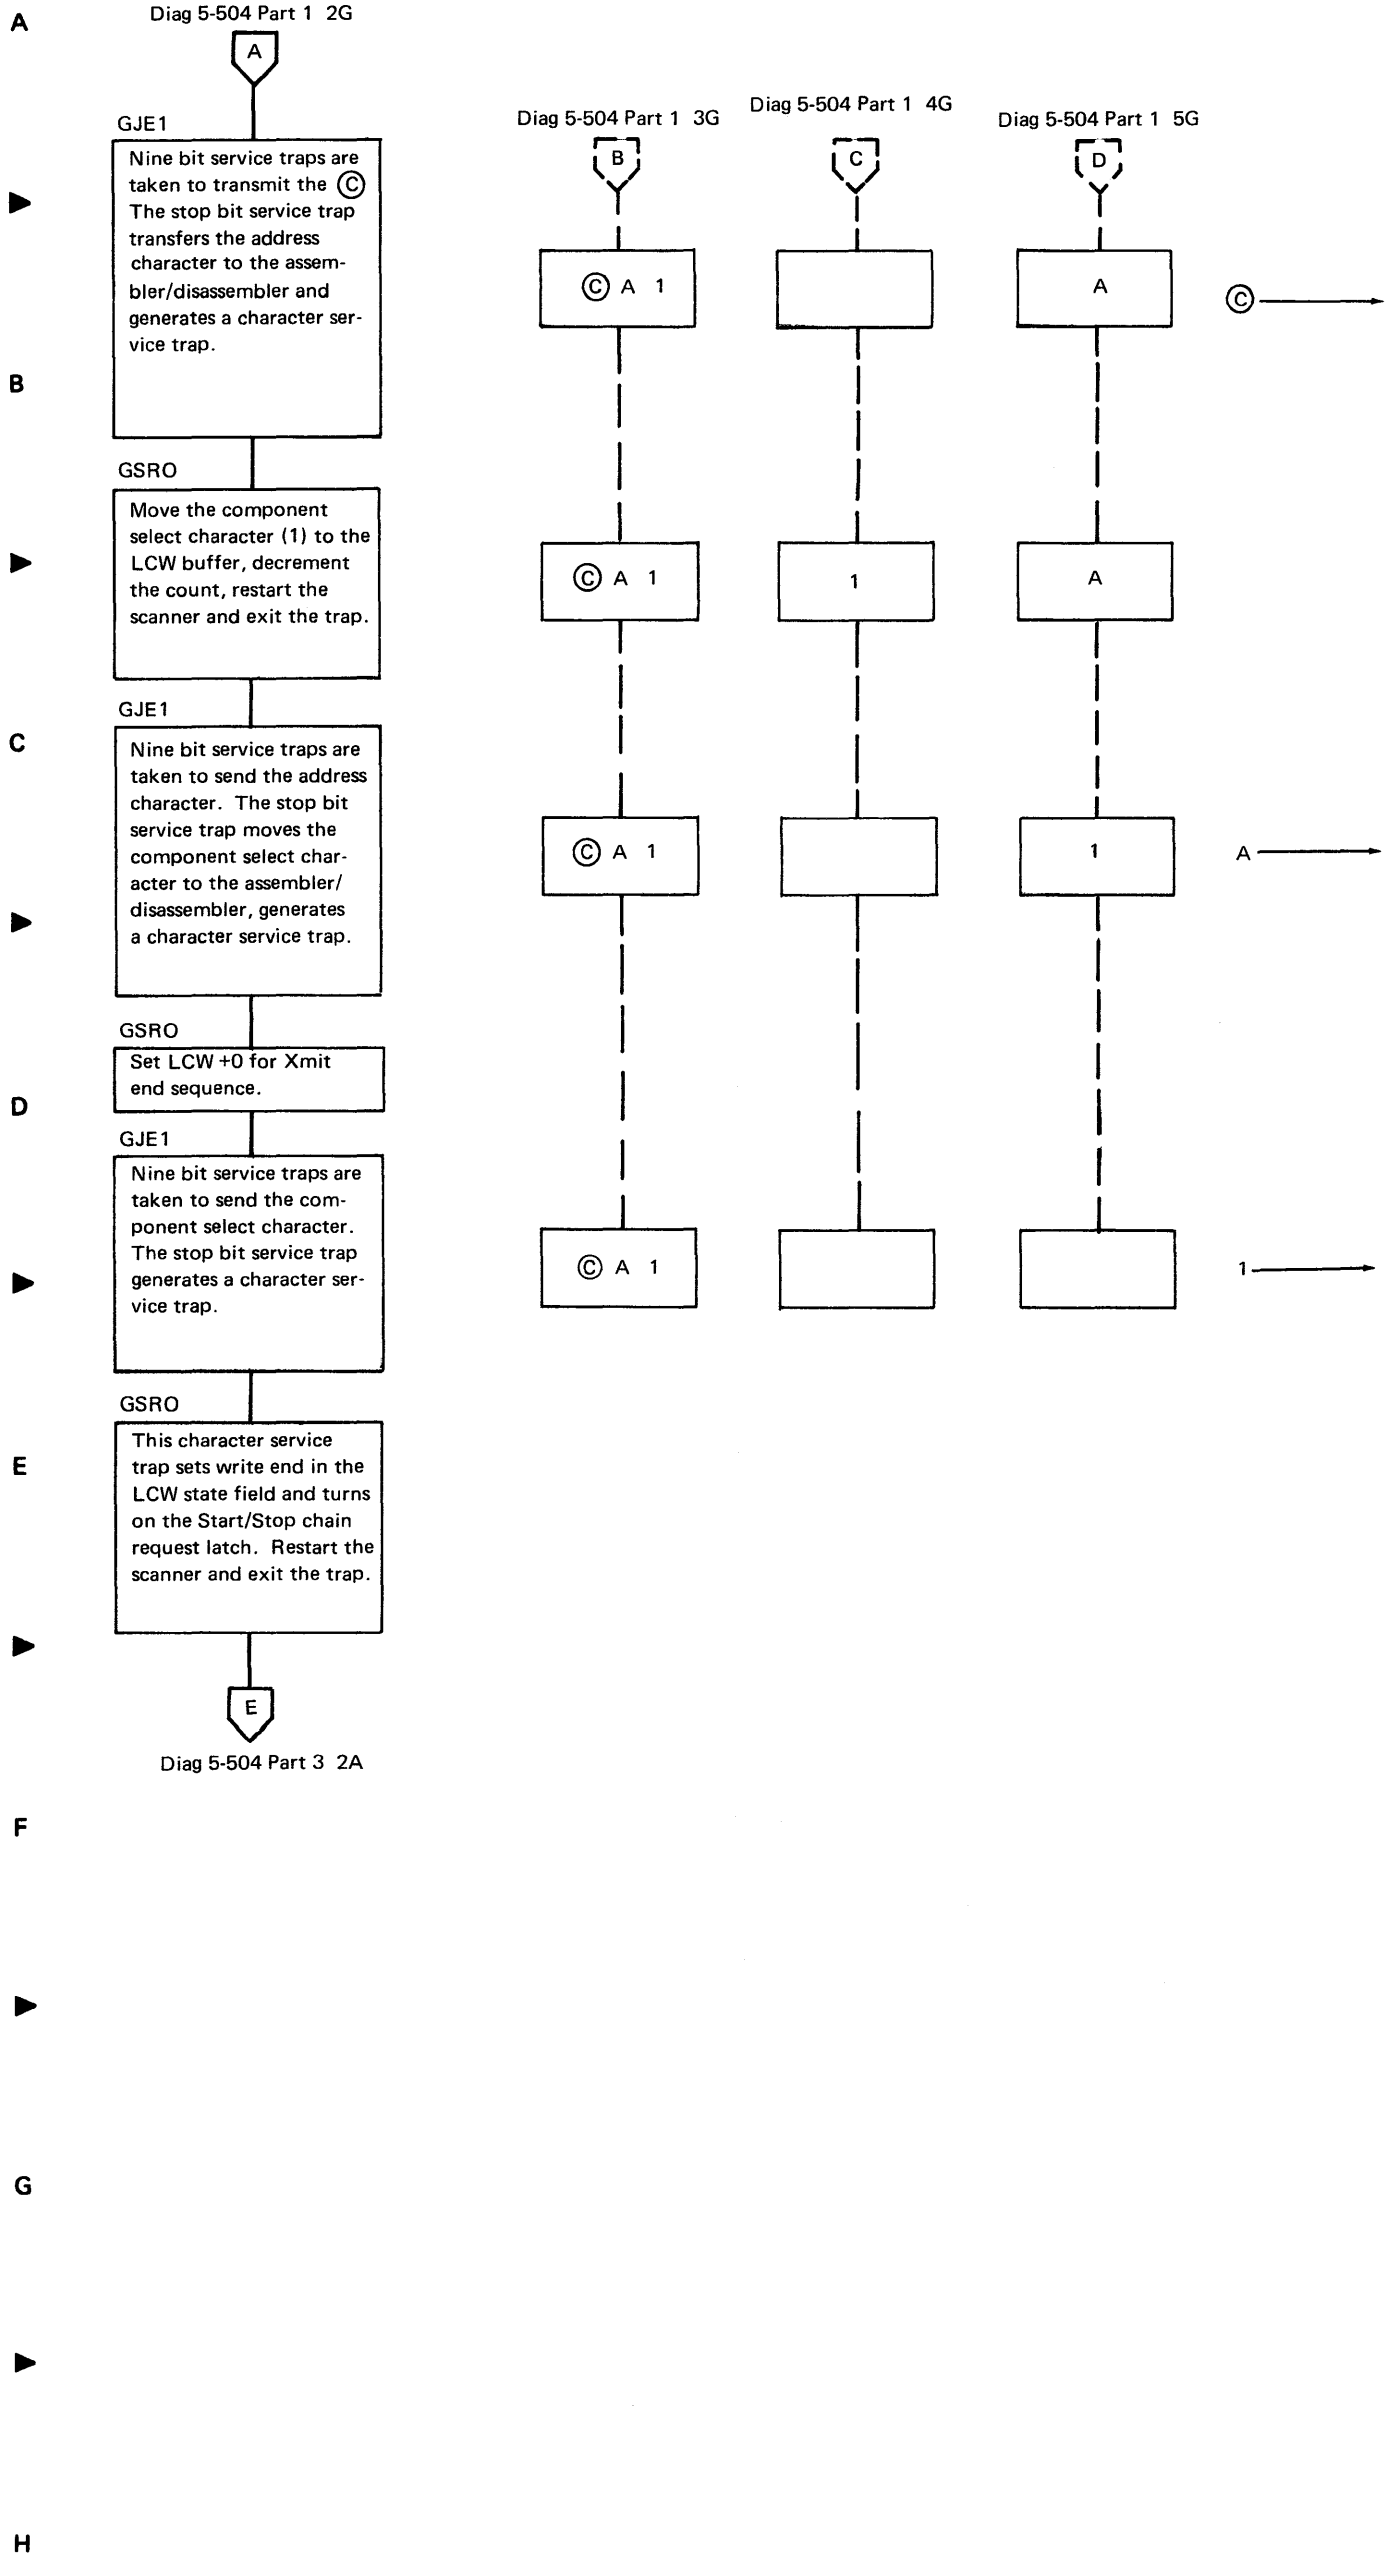 A
Diag 5-504 Part 1 2G
A
GJE1
Nine bit service traps are
taken to transmit the Ⓒ
The stop bit service trap
transfers the address
character to the assem-
bler/disassembler and
generates a character ser-
vice trap.
Diag 5-504 Part 1 3G
B
Diag 5-504 Part 1 4G
C
Diag 5-504 Part 1 5G
D
Ⓒ A 1
A
Ⓒ
B
GSRO
Move the component
select character (1) to the
LCW buffer, decrement
the count, restart the
scanner and exit the trap.
Ⓒ A 1
1
A
C
GJE1
Nine bit service traps are
taken to send the address
character. The stop bit
service trap moves the
component select char-
acter to the assembler/
disassembler, generates
a character service trap.
Ⓒ A 1
1
A
GSRO
Set LCW +0 for Xmit
end sequence.
D
GJE1
Nine bit service traps are
taken to send the com-
ponent select character.
The stop bit service trap
generates a character ser-
vice trap.
Ⓒ A 1
1
GSRO
This character service
trap sets write end in the
LCW state field and turns
on the Start/Stop chain
request latch. Restart the
scanner and exit the trap.
E
E
Diag 5-504 Part 3 2A
F
G
H